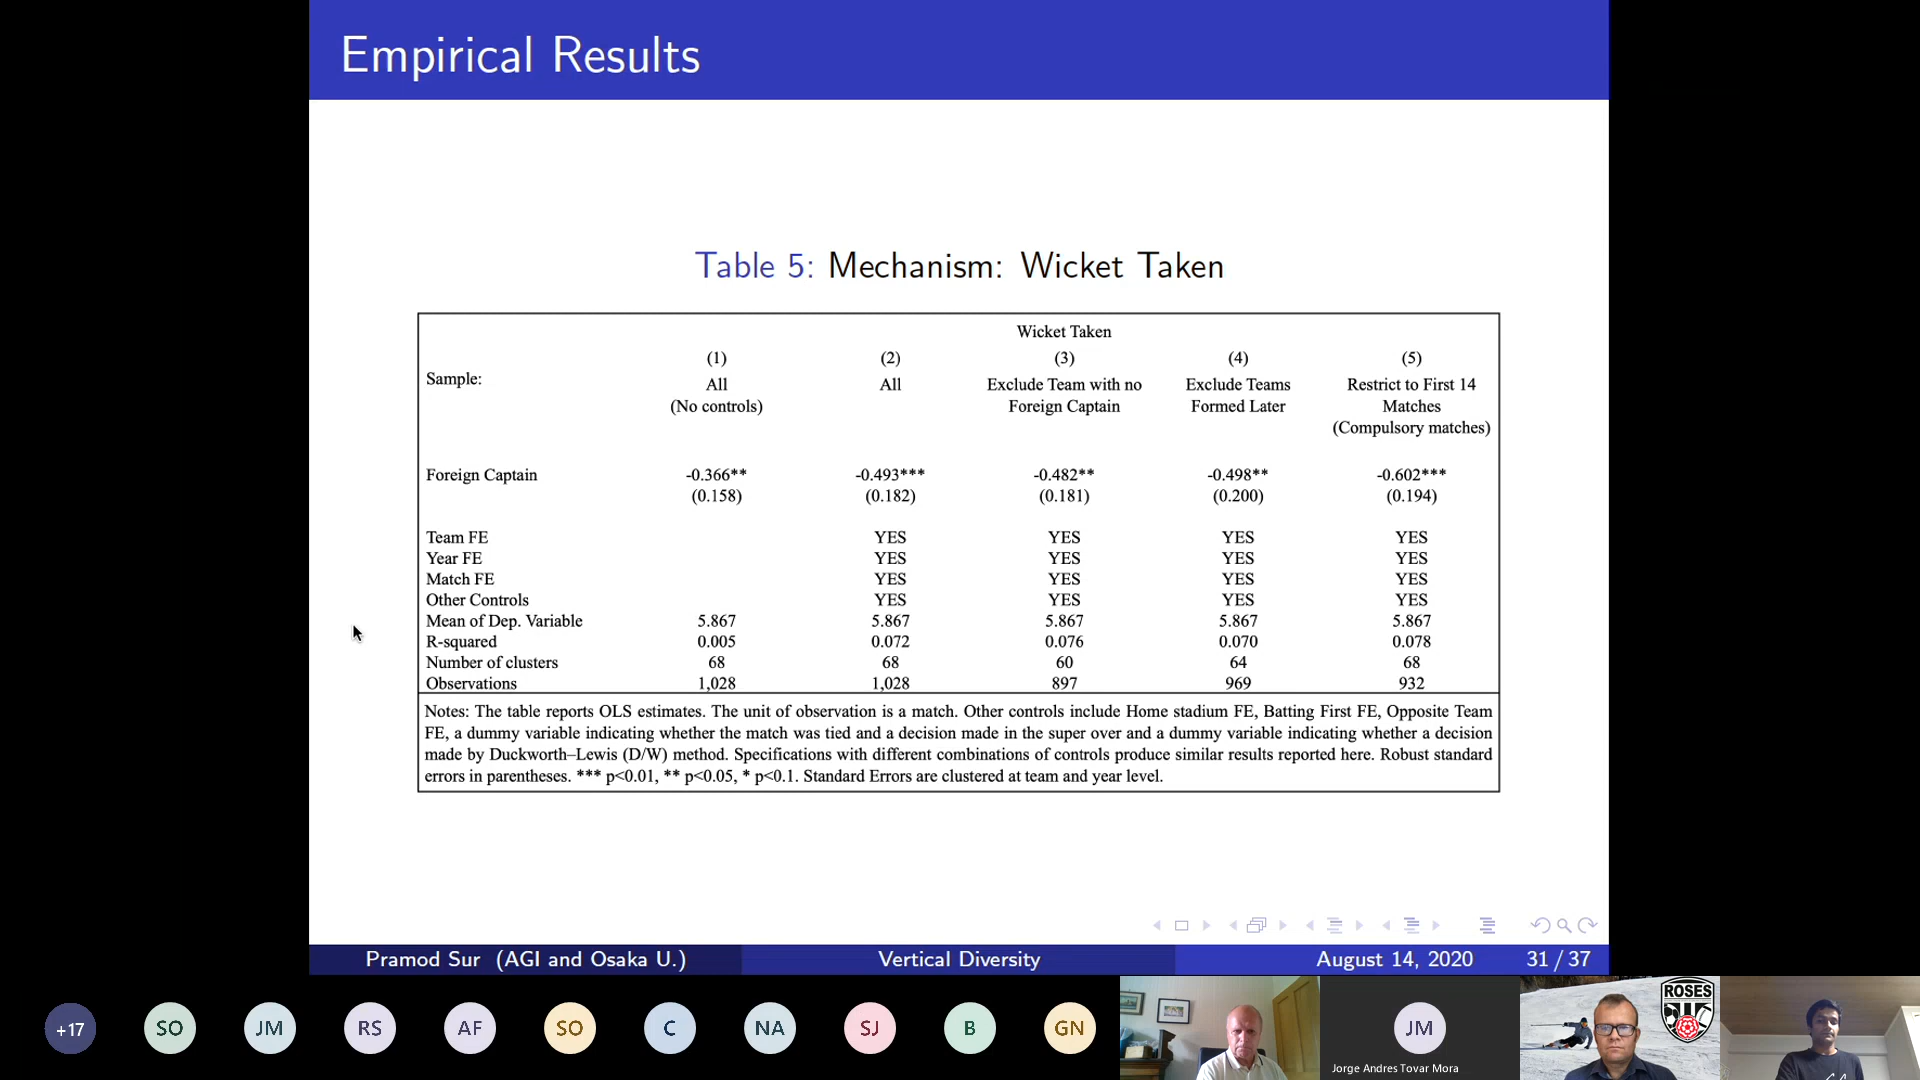 Empirical Results
Table 5: Mechanism: Wicket Taken
Wicket Taken
(1) (2) (3) (4) (5)
Sample:
All All Exclude Team with no Exclude Teams Restrict to First 14
(No controls) Foreign Captain Formed Later Matches
(Compulsory matches)
Foreign Captain -0.366** -0.493*** -0.482** -0.498** -0.602***
(0.158) (0.182) (0.181) (0.200) (0.194)
Team FE YES YES YES YES
Year FE YES YES YES YES
Match FE YES YES YES YES
Other Controls YES YES YES YES
Mean of Dep. Variable 5.867 5.867 5.867 5.867 5.867
R-squared 0.005 0.072 0.076 0.070 0.078
Number of clusters 68 68 60 64 68
Observations 1,028 1,028 897 969 932
Notes: The table reports OLS estimates. The unit of observation is a match. Other controls include Home stadium FE, Batting First FE, Opposite Team
FE, a dummy variable indicating whether the match was tied and a decision made in the super over and a dummy variable indicating whether a decision
made by Duckworth–Lewis (D/W) method. Specifications with different combinations of controls produce similar results reported here. Robust standard
errors in parentheses. *** p<0.01, ** p<0.05, * p<0.1. Standard Errors are clustered at team and year level.
Pramod Sur (AGI and Osaka U.) Vertical Diversity August 14, 2020 31 / 37
+17 SO JM RS AF SO C NA SJ B GN JM
Jorge Andres Tovar Mora
ROSES